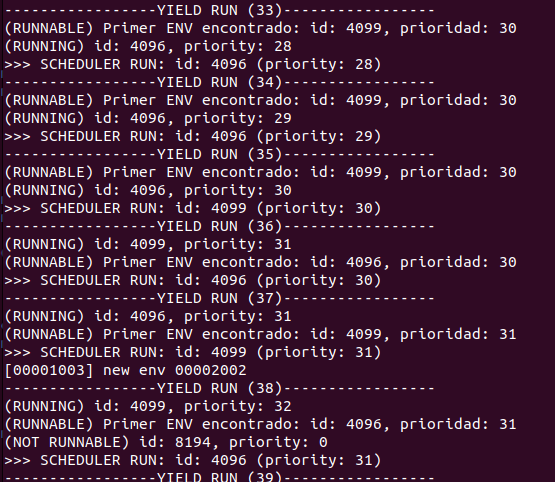 -----------------YIELD RUN (33)-----------------
(RUNNABLE) Primer ENV encontrado: id: 4099, prioridad: 30
(RUNNING) id: 4096, priority: 28
>>> SCHEDULER RUN: id: 4096 (priority: 28)
-----------------YIELD RUN (34)-----------------
(RUNNABLE) Primer ENV encontrado: id: 4099, prioridad: 30
(RUNNING) id: 4096, priority: 29
>>> SCHEDULER RUN: id: 4096 (priority: 29)
-----------------YIELD RUN (35)-----------------
(RUNNABLE) Primer ENV encontrado: id: 4099, prioridad: 30
(RUNNING) id: 4096, priority: 30
>>> SCHEDULER RUN: id: 4099 (priority: 30)
-----------------YIELD RUN (36)-----------------
(RUNNING) id: 4099, priority: 31
(RUNNABLE) Primer ENV encontrado: id: 4096, prioridad: 30
>>> SCHEDULER RUN: id: 4096 (priority: 30)
-----------------YIELD RUN (37)-----------------
(RUNNING) id: 4096, priority: 31
(RUNNABLE) Primer ENV encontrado: id: 4099, prioridad: 31
>>> SCHEDULER RUN: id: 4099 (priority: 31)
[00001003] new env 00002002
-----------------YIELD RUN (38)-----------------
(RUNNING) id: 4099, priority: 32
(RUNNABLE) Primer ENV encontrado: id: 4096, prioridad: 31
(NOT RUNNABLE) id: 8194, priority: 0
>>> SCHEDULER RUN: id: 4096 (priority: 31)
-----------------YIELD RUN (39)-----------------